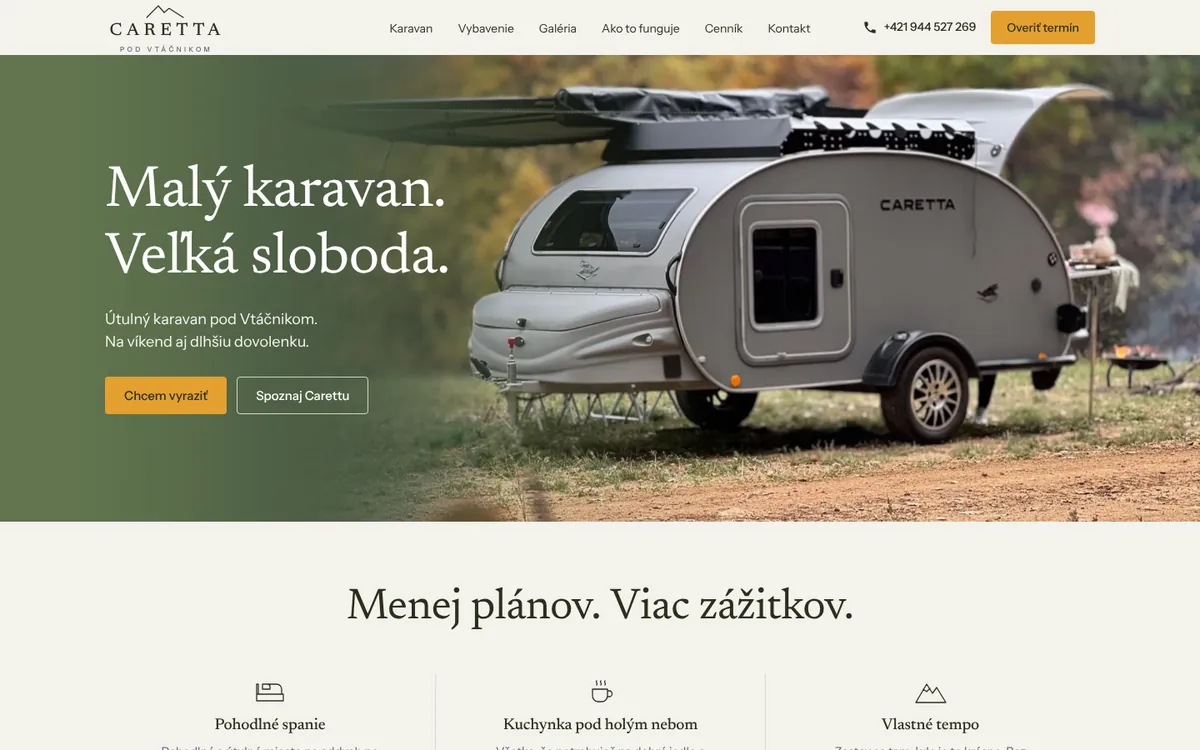 CARETTA
POD VTÁČNIKOM
Karavan Vybavenie Galéria Ako to funguje Cenník Kontakt
+421 944 527 269
Overiť termín
Malý karavan.
Veľká sloboda.
Útulný karavan pod Vtáčnikom.
Na víkend aj dlhšiu dovolenku.
Chcem vyraziť
Spoznaj Carettu
CARETTA
Menej plánov. Viac zážitkov.
Pohodlné spanie
Kuchynka pod holým nebom
Vlastné tempo